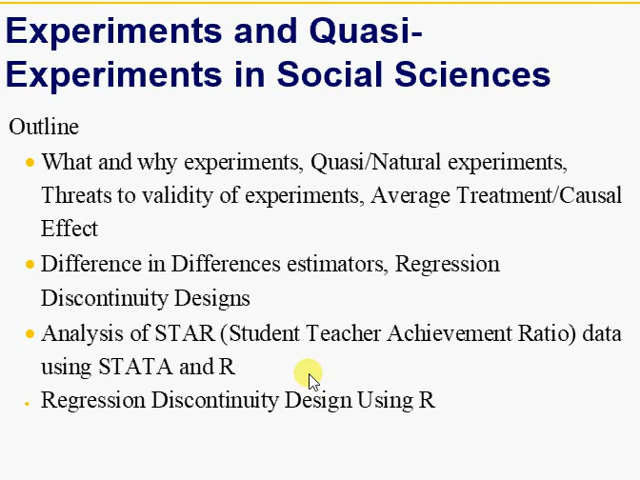 Experiments and Quasi-
Experiments in Social Sciences
Outline
• What and why experiments, Quasi/Natural experiments,
Threats to validity of experiments, Average Treatment/Causal
Effect
• Difference in Differences estimators, Regression
Discontinuity Designs
• Analysis of STAR (Student Teacher Achievement Ratio) data
using STATA and R
• Regression Discontinuity Design Using R